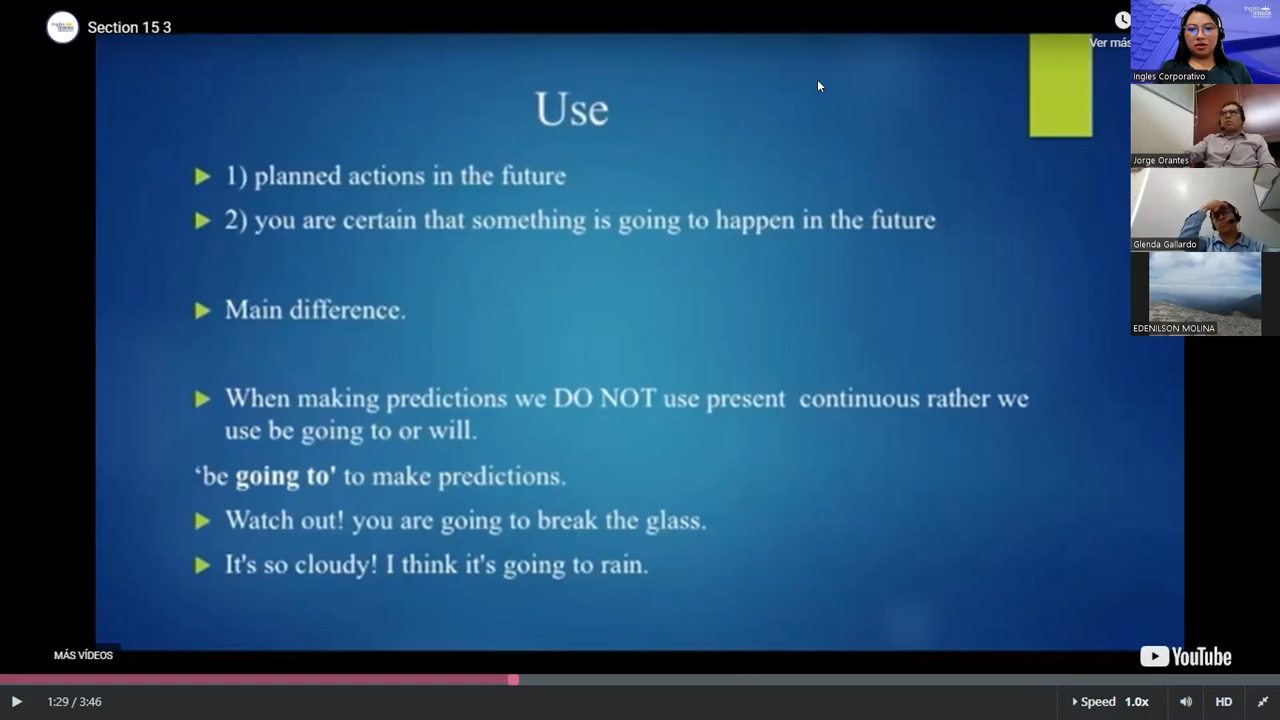 Section 15 3
Ver más
Use
1) planned actions in the future
2) you are certain that something is going to happen in the future
Main difference.
When making predictions we DO NOT use present continuous rather we
use be going to or will.
‘be going to' to make predictions.
Watch out! you are going to break the glass.
It's so cloudy! I think it's going to rain.
Ingles Corporativo
Jorge Orantes
Glenda Gallardo
EDENILSON MOLINA
MÁS VÍDEOS
YouTube
1:29 / 3:46
Speed 1.0x
HD